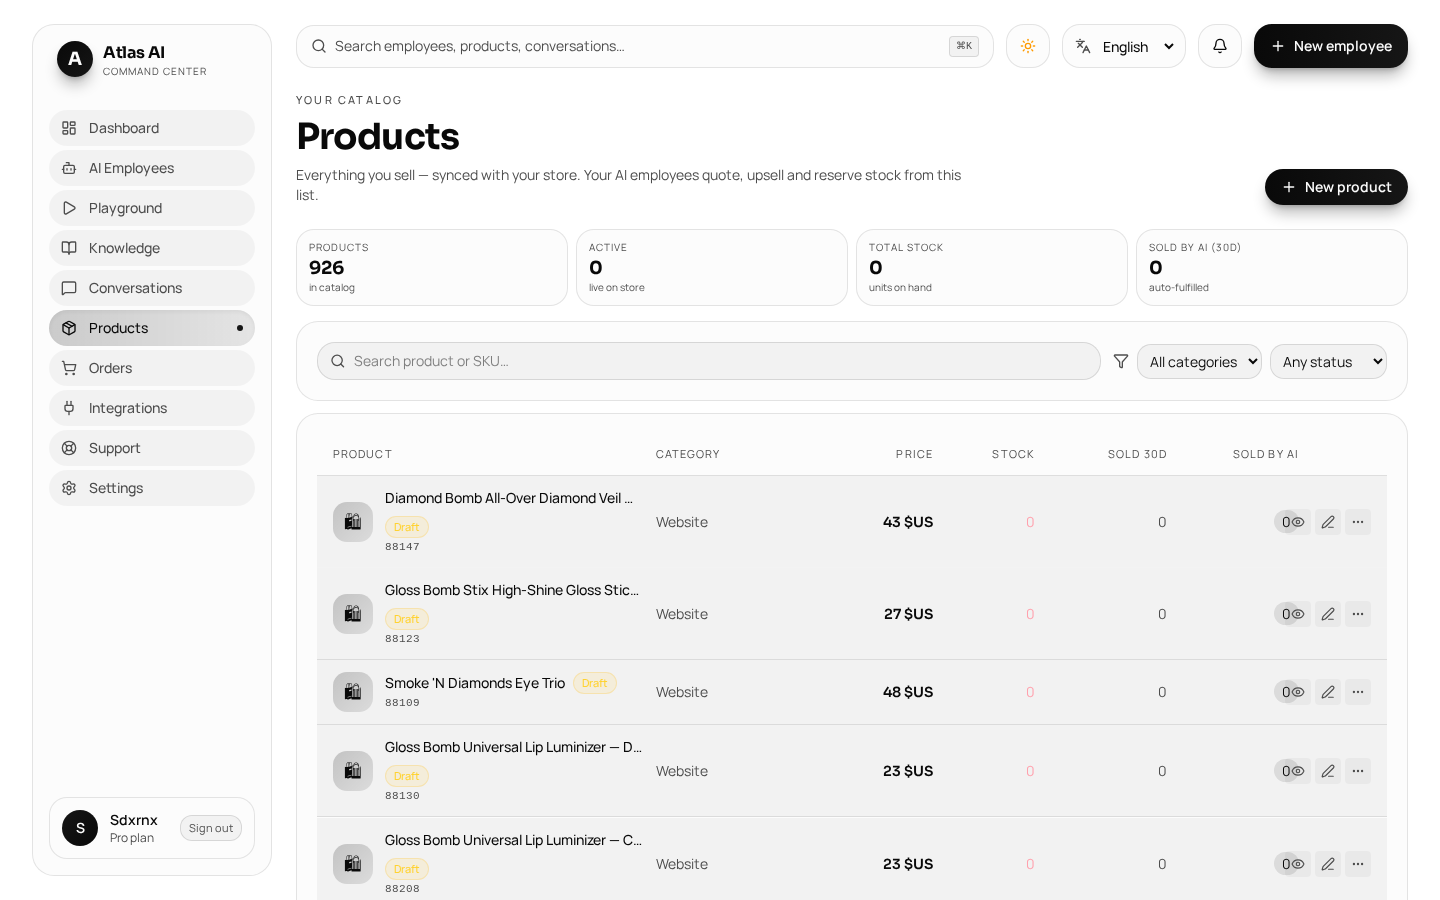 A
Atlas AI
COMMAND CENTER
Dashboard
AI Employees
Playground
Knowledge
Conversations
Products
Orders
Integrations
Support
Settings
S
Sdxrnx
Pro plan
Sign out
Search employees, products, conversations…
⌘K
English
+ New employee
YOUR CATALOG
Products
Everything you sell — synced with your store. Your AI employees quote, upsell and reserve stock from this
list.
+ New product
PRODUCTS
926
in catalog
ACTIVE
0
live on store
TOTAL STOCK
0
units on hand
SOLD BY AI (30D)
0
auto-fulfilled
Search product or SKU…
All categories
Any status
PRODUCT CATEGORY PRICE STOCK SOLD 30D SOLD BY AI
Diamond Bomb All-Over Diamond Veil …
Draft
88147
Website 43 $US 0 0 0
Gloss Bomb Stix High-Shine Gloss Stic…
Draft
88123
Website 27 $US 0 0 0
Smoke 'N Diamonds Eye Trio Draft
88109
Website 48 $US 0 0 0
Gloss Bomb Universal Lip Luminizer — D…
Draft
88130
Website 23 $US 0 0 0
Gloss Bomb Universal Lip Luminizer — C…
Draft
88208
Website 23 $US 0 0 0